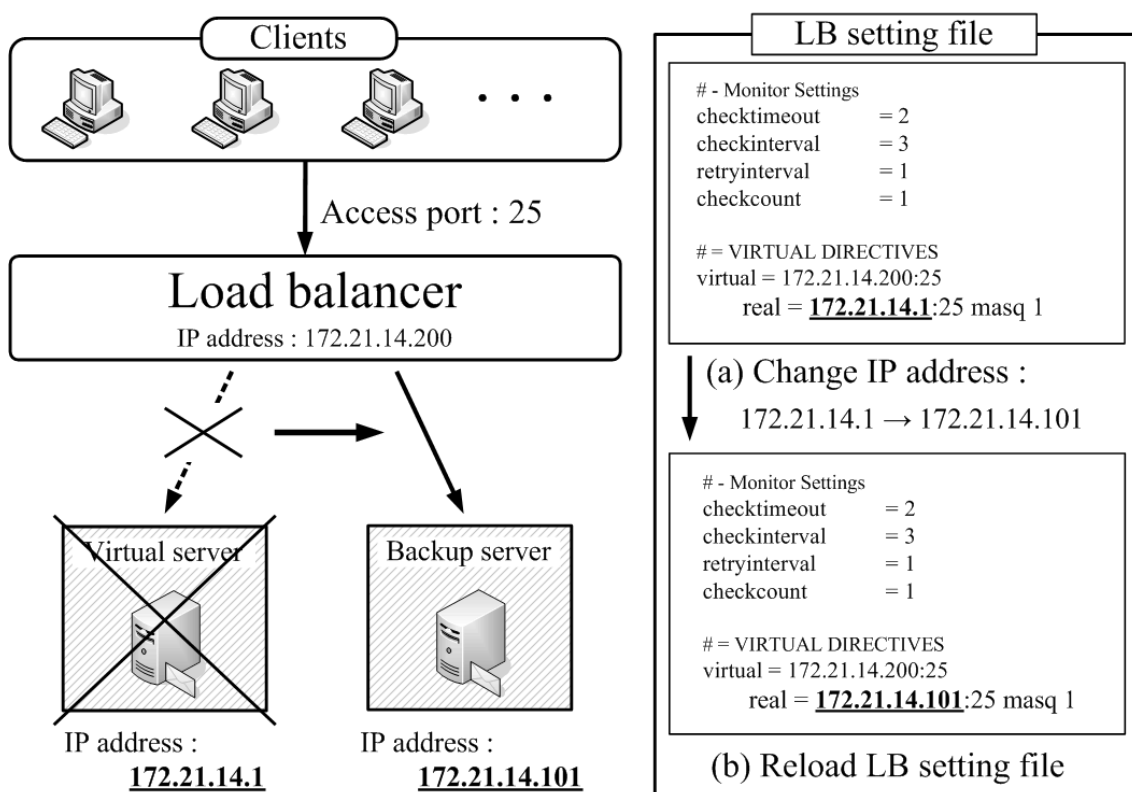 Clients
. . .
Access port : 25
Load balancer
IP address : 172.21.14.200
Virtual server
Backup server
IP address :
172.21.14.1
IP address :
172.21.14.101
LB setting file
# - Monitor Settings
checktimeout = 2
checkinterval = 3
retryinterval = 1
checkcount = 1
# = VIRTUAL DIRECTIVES
virtual = 172.21.14.200:25
real = 172.21.14.1:25 masq 1
(a) Change IP address :
172.21.14.1 → 172.21.14.101
# - Monitor Settings
checktimeout = 2
checkinterval = 3
retryinterval = 1
checkcount = 1
# = VIRTUAL DIRECTIVES
virtual = 172.21.14.200:25
real = 172.21.14.101:25 masq 1
(b) Reload LB setting file